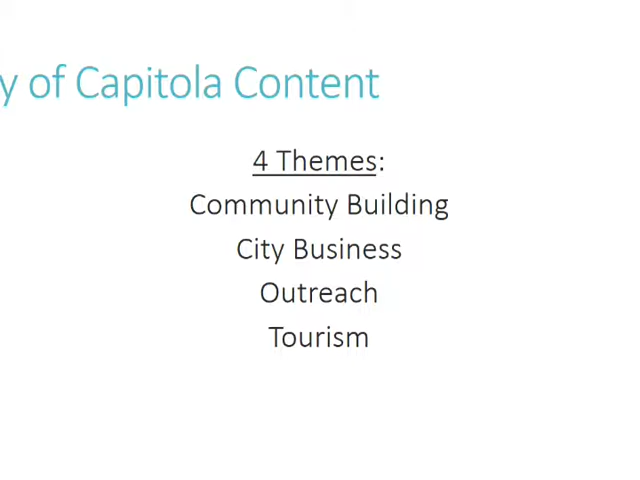 y of Capitola Content
4 Themes:
Community Building
City Business
Outreach
Tourism